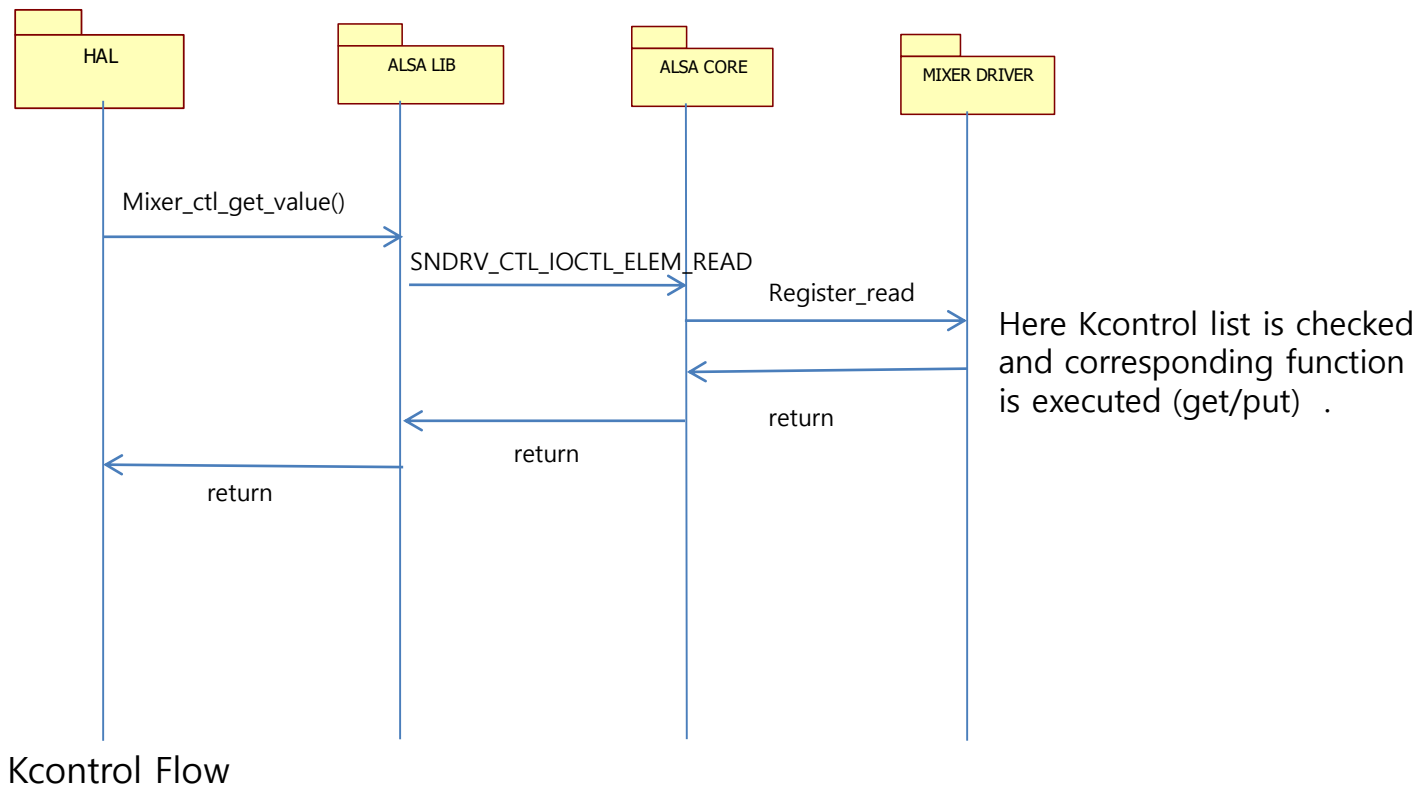 HAL
ALSA LIB
ALSA CORE
MIXER DRIVER
Mixer_ctl_get_value()
SNDRV_CTL_IOCTL_ELEM_READ
Register_read
Here Kcontrol list is checked
and corresponding function
is executed (get/put)  .
return
return
return
Kcontrol Flow